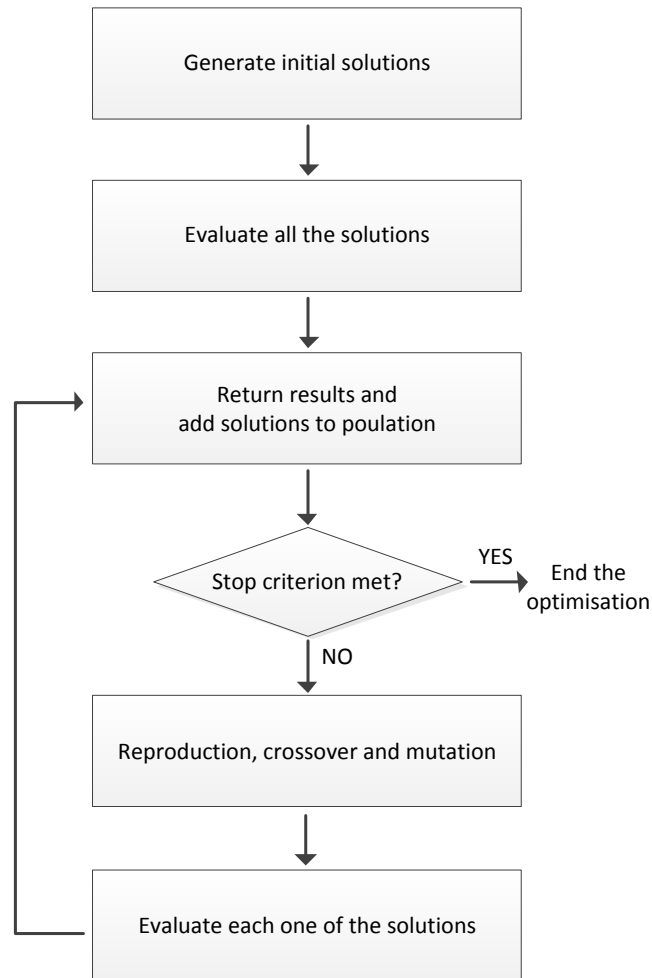 Generate initial solutions
Evaluate all the solutions
Return results and
add solutions to poulation
Stop criterion met?
YES
End the
optimisation
NO
Reproduction, crossover and mutation
Evaluate each one of the solutions